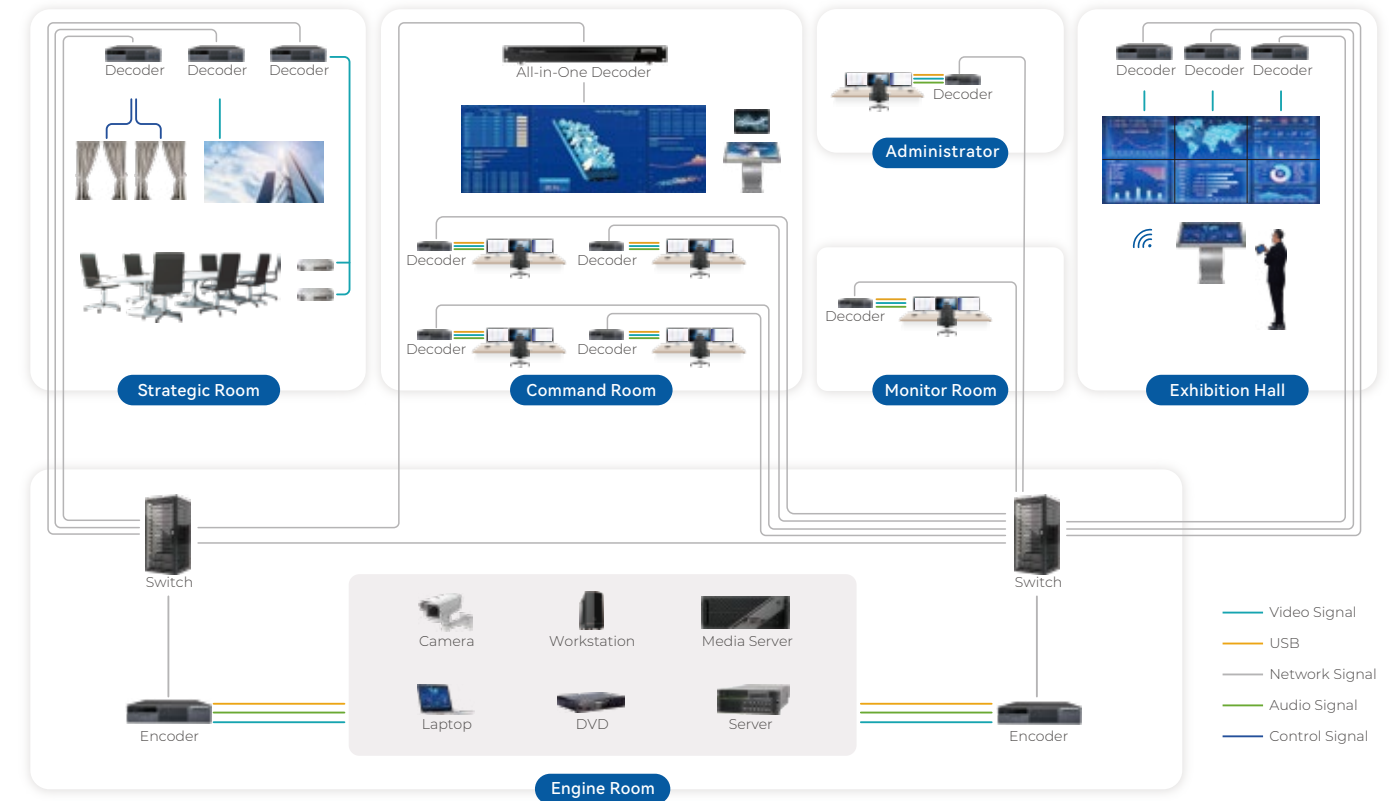 Decoder
Decoder
Decoder
Strategic Room
All-in-One Decoder
Decoder
Decoder
Decoder
Decoder
Command Room
Decoder
Administrator
Decoder
Monitor Room
Decoder
Decoder
Decoder
Exhibition Hall
Switch
Switch
Camera
Workstation
Media Server
Laptop
DVD
Server
Encoder
Encoder
Engine Room
Video Signal
USB
Network Signal
Audio Signal
Control Signal